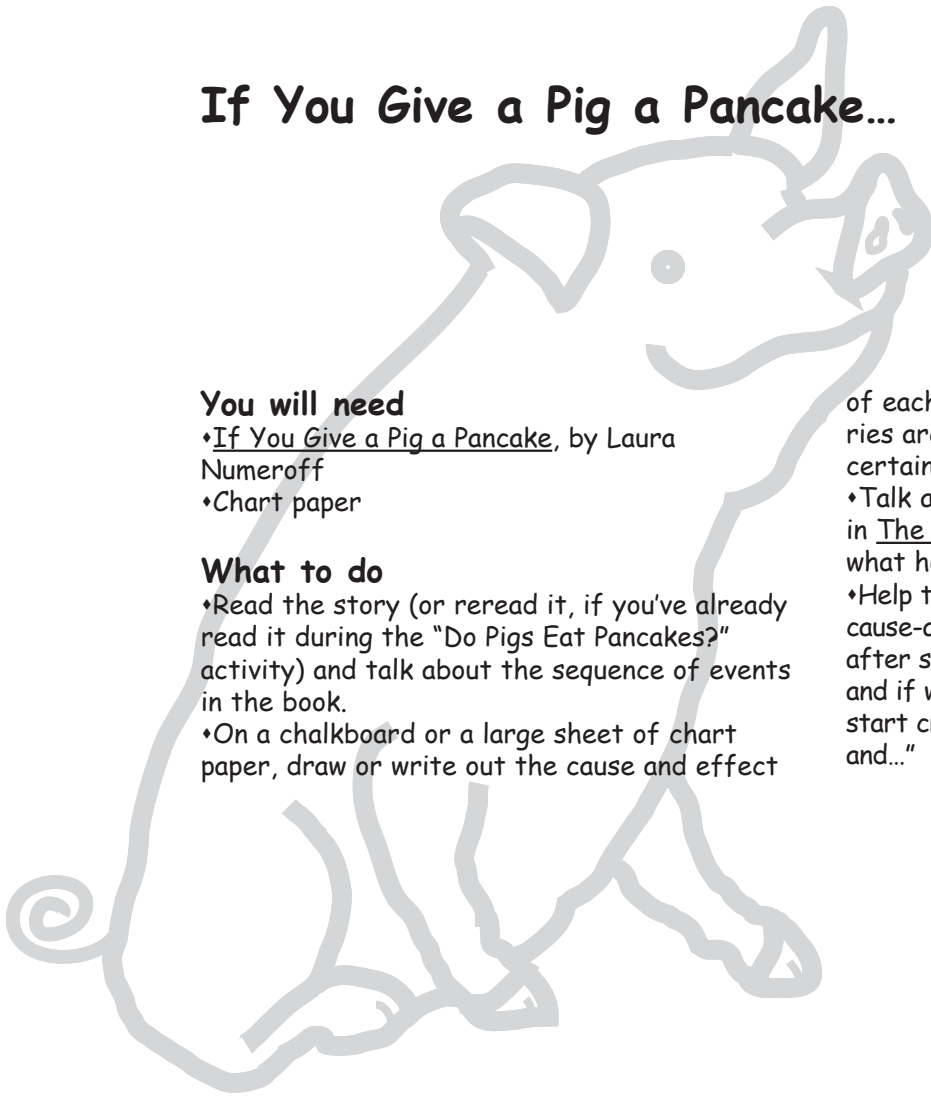 If You Give a Pig a Pancake...
You will need
♦If You Give a Pig a Pancake, by Laura
Numeroff
♦Chart paper
What to do
♦Read the story (or reread it, if you've already
read it during the “Do Pigs Eat Pancakes?”
activity) and talk about the sequence of events
in the book.
♦On a chalkboard or a large sheet of chart
paper, draw or write out the cause and effect
of each
ries
certain
♦Talk
in The
what
♦Help
after
and if
start
and...”